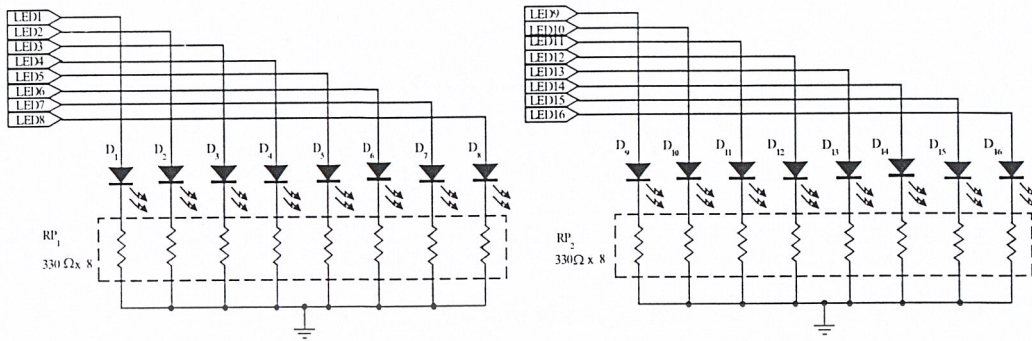 LED1
LED2
LED3
LED4
LED5
LED6
LED7
LED8
D1 D2 D3 D4 D5 D6 D7 D8
RP1
330 Ω x 8
LED9
LED10
LED11
LED12
LED13
LED14
LED15
LED16
D9 D10 D11 D12 D13 D14 D15 D16
RP2
330Ω x 8